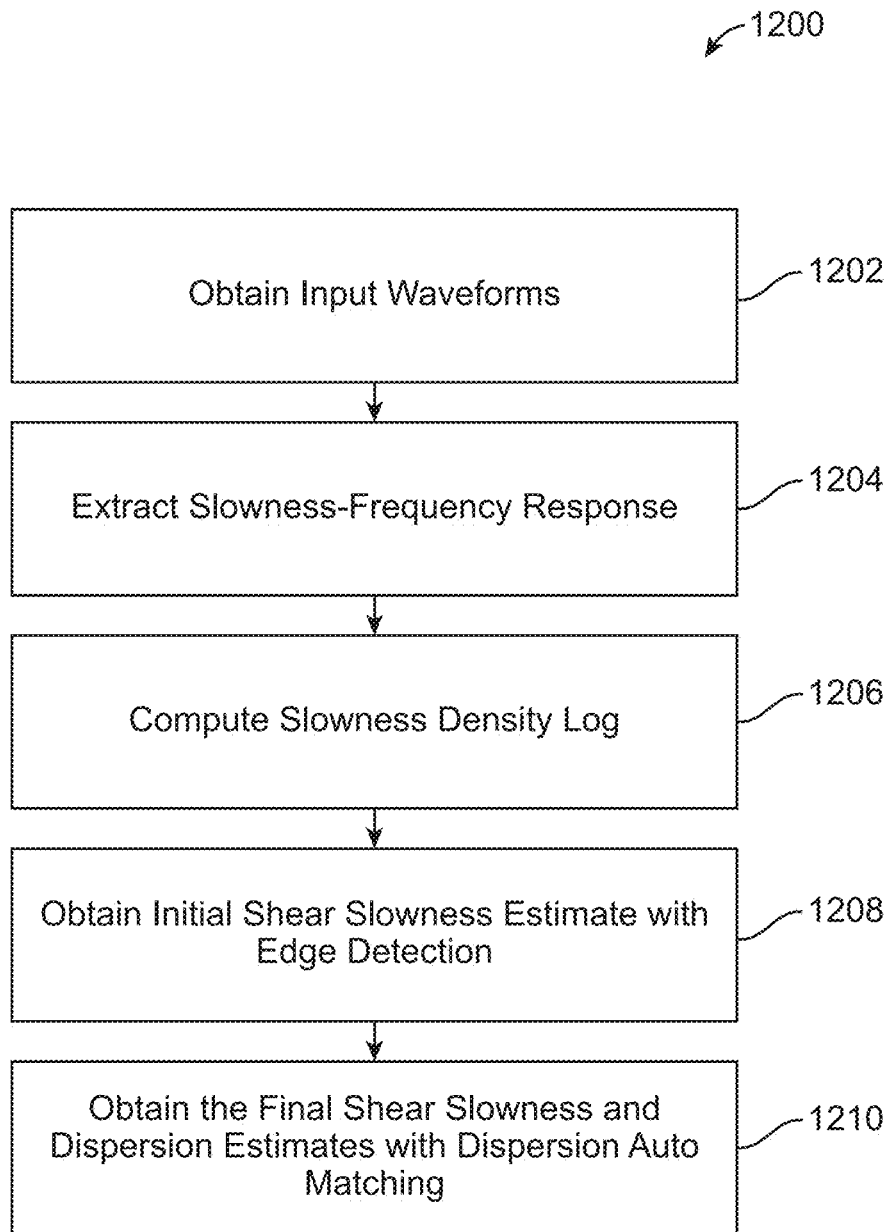 1200
Obtain Input Waveforms
1202
Extract Slowness-Frequency Response
1204
Compute Slowness Density Log
1206
Obtain Initial Shear Slowness Estimate with
Edge Detection
1208
Obtain the Final Shear Slowness and
Dispersion Estimates with Dispersion Auto
Matching
1210